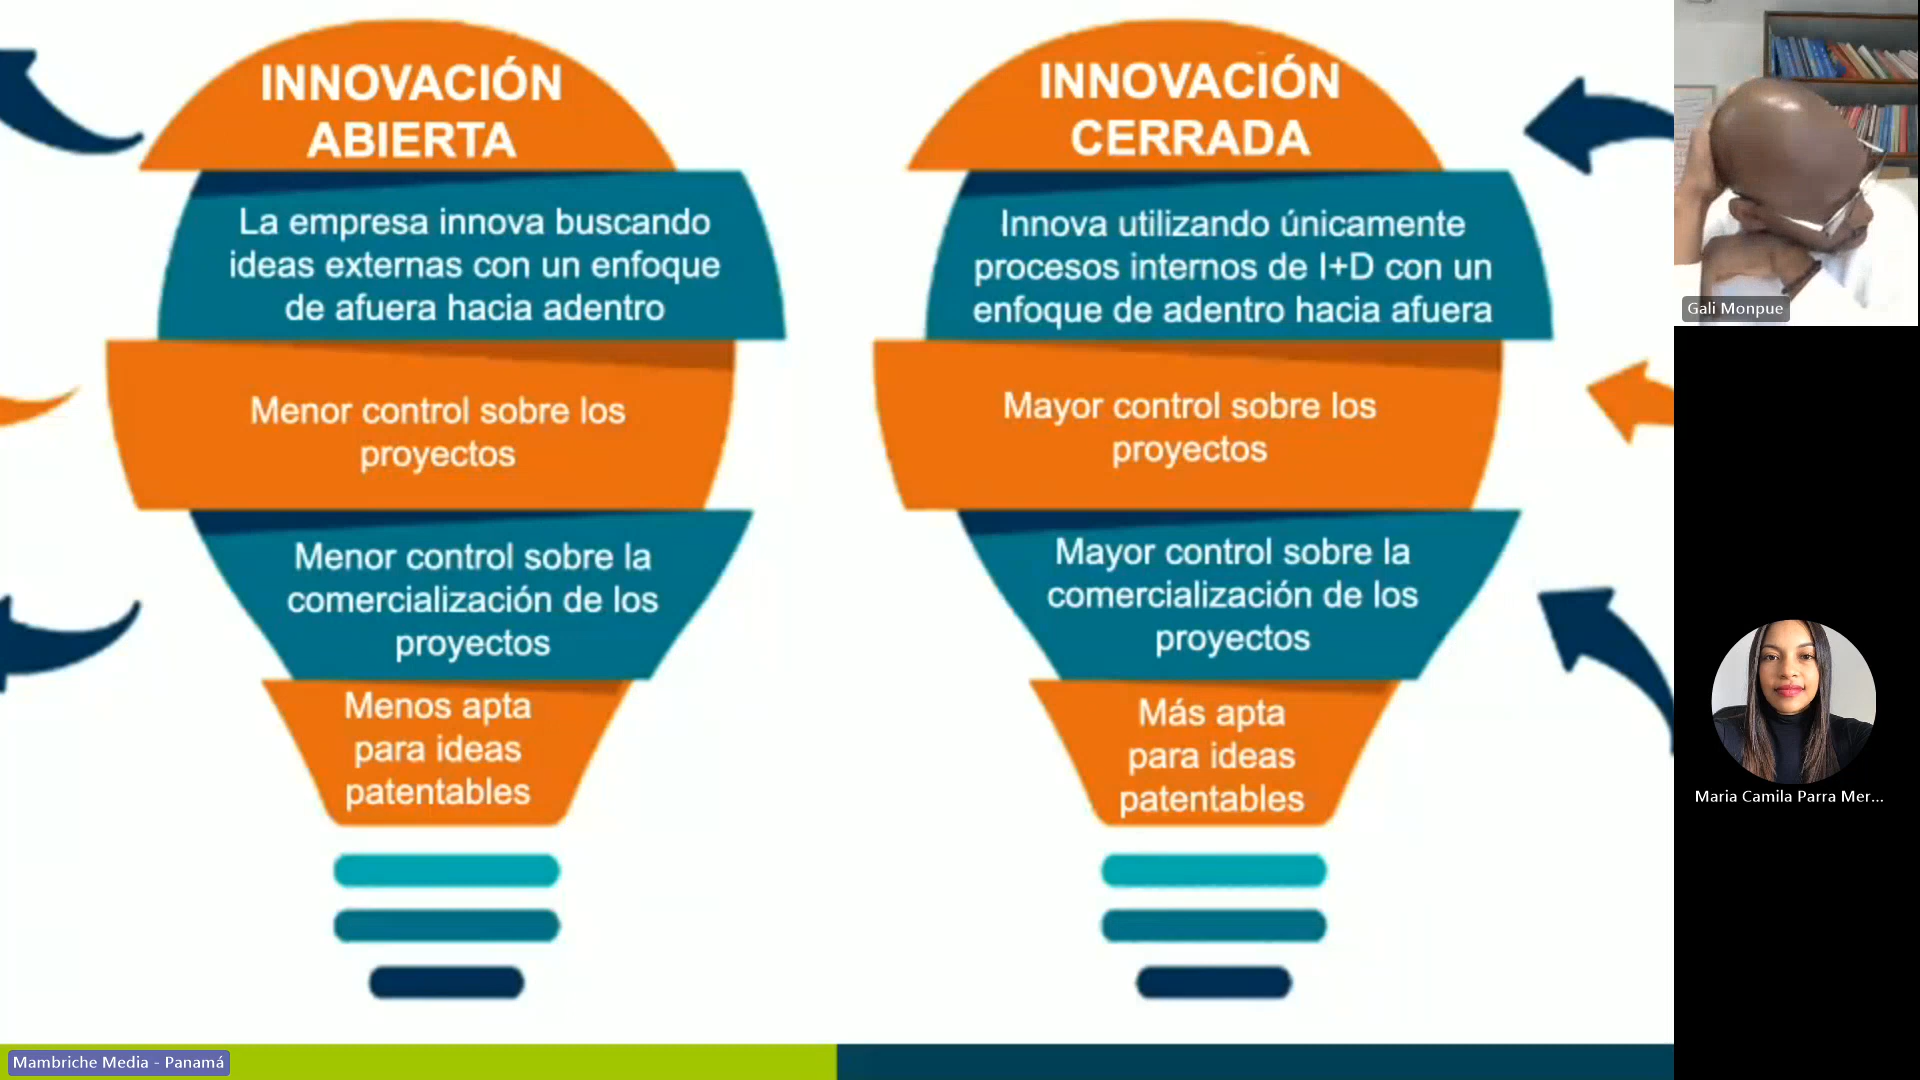 INNOVACIÓN
ABIERTA
La empresa innova buscando
ideas externas con un enfoque
de afuera hacia adentro
Menor control sobre los
proyectos
Menor control sobre la
comercialización de los
proyectos
Menos apta
para ideas
patentables
INNOVACIÓN
CERRADA
Innova utilizando únicamente
procesos internos de I+D con un
enfoque de adentro hacia afuera
Mayor control sobre los
proyectos
Mayor control sobre la
comercialización de los
proyectos
Más apta
para ideas
patentables
Gali Monpue
Maria Camila Parra Mer...
Mambriche Media - Panamá